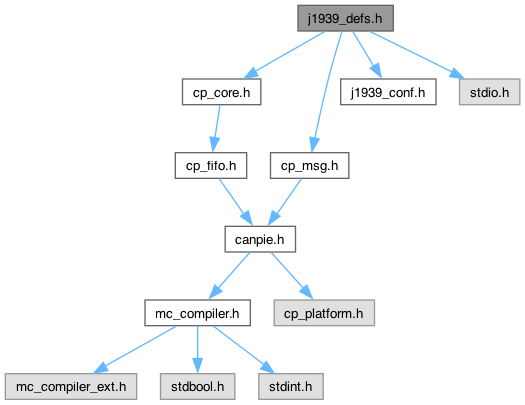 j1939_defs.h
cp_core.h
j1939_conf.h
stdio.h
cp_fifo.h
cp_msg.h
canpie.h
mc_compiler.h
cp_platform.h
mc_compiler_ext.h
stdbool.h
stdint.h